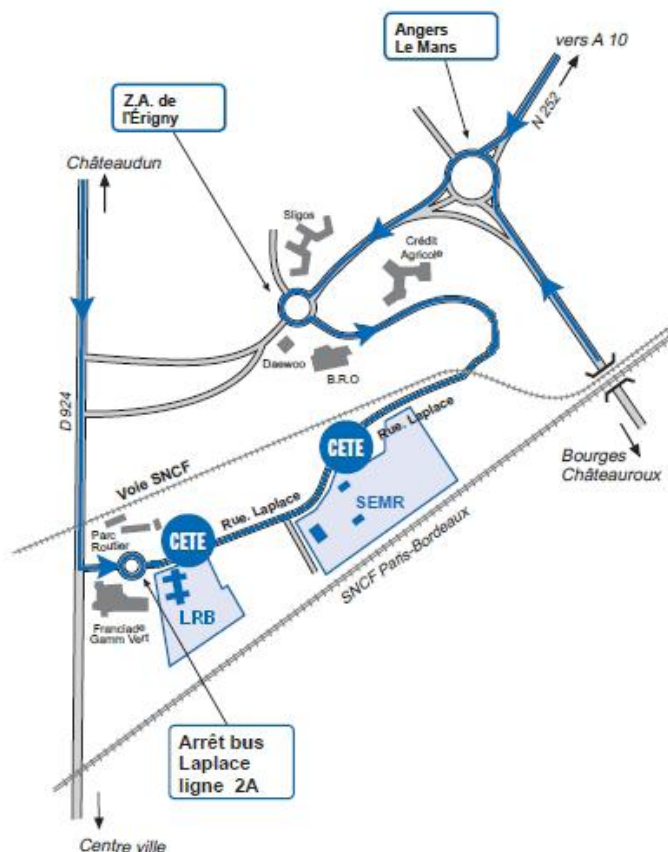 Angers
Le Mans
vers A 10
N 252
Z.A. de
l'Érigny
Châteaudun
Sligos
Crédit
Agricole
Daewoo
B.R.O
D 924
Rue. Laplace
CETE
Voie SNCF
Bourges
Châteauroux
SEMR
Rue. Laplace
Parc
Routier
CETE
SNCF Paris-Bordeaux
LRB
Franciade
Gamm Vert
Arrêt bus
Laplace
ligne 2A
Centre ville